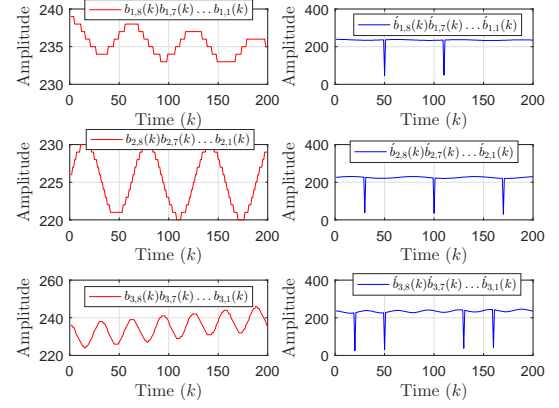 240
235
230
225
Amplitude
b₁,₈(k)b₁,₇(k)…b₁,₁(k)
0 50 100 150 200
Time (k)
400
200
0
Amplitude
b́₁,₈(k)b́₁,₇(k)…b́₁,₁(k)
0 50 100 150 200
Time (k)
230
225
220
Amplitude
b₂,₈(k)b₂,₇(k)…b₂,₁(k)
0 50 100 150 200
Time (k)
400
200
0
Amplitude
b́₂,₈(k)b́₂,₇(k)…b́₂,₁(k)
0 50 100 150 200
Time (k)
260
240
220
Amplitude
b₃,₈(k)b₃,₇(k)…b₃,₁(k)
0 50 100 150 200
Time (k)
400
200
0
Amplitude
b́₃,₈(k)b́₃,₇(k)…b́₃,₁(k)
0 50 100 150 200
Time (k)